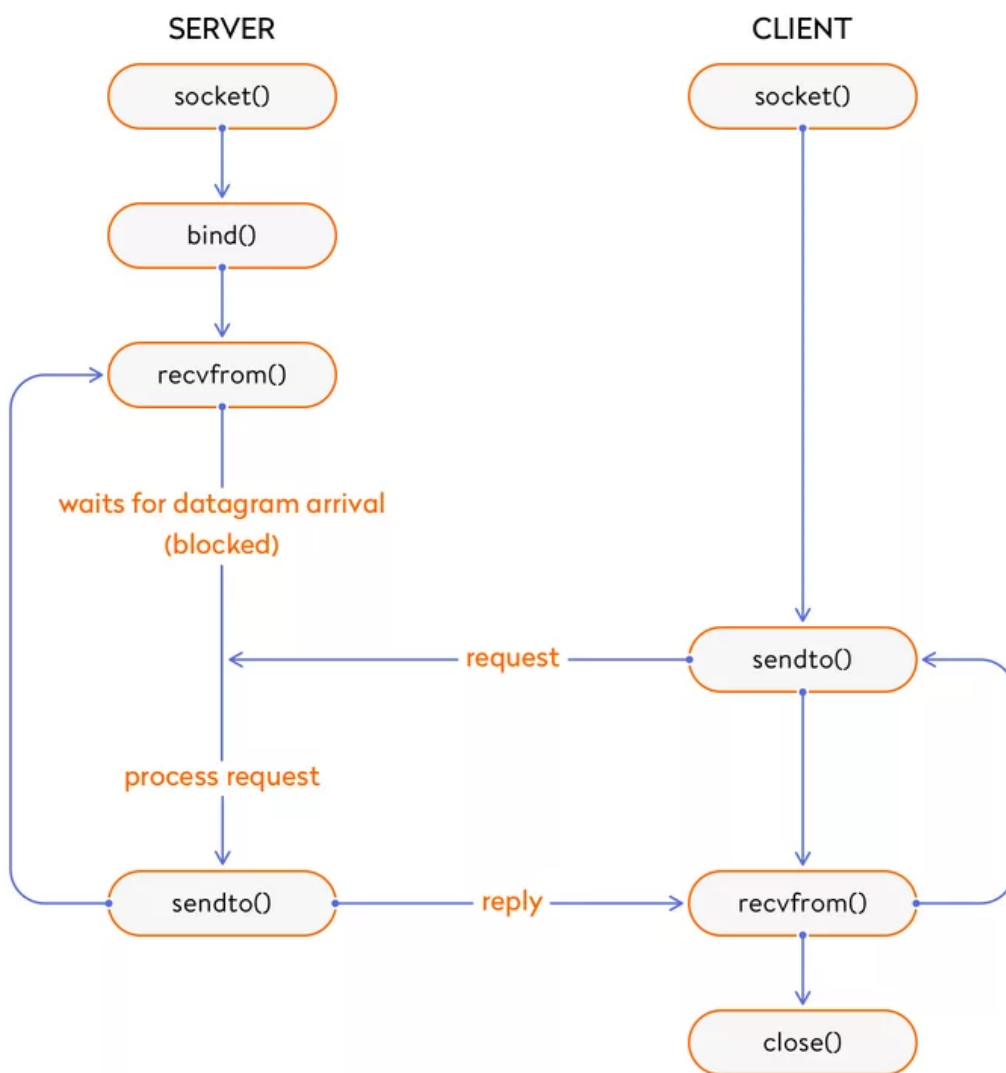 SERVER
CLIENT
socket()
socket()
bind()
recvfrom()
waits for datagram arrival
(blocked)
request
sendto()
process request
sendto()
reply
recvfrom()
close()